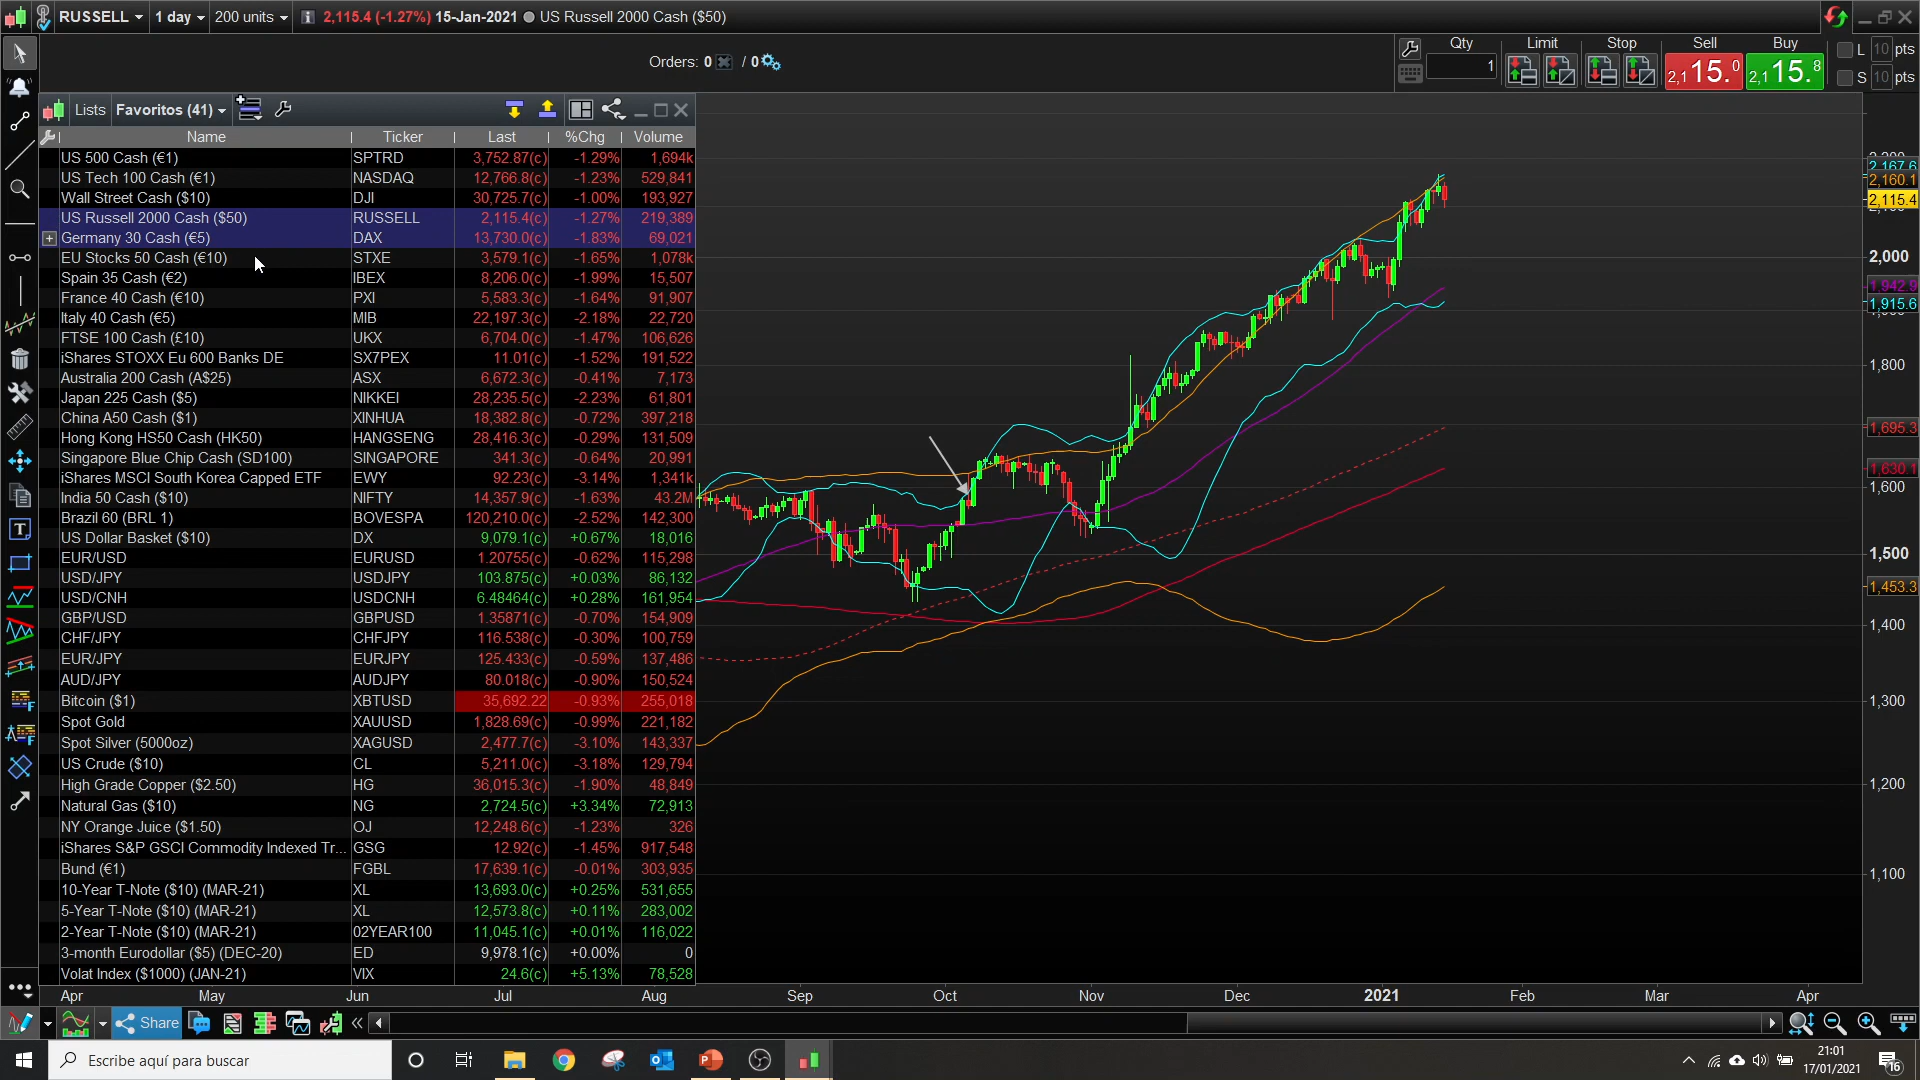 RUSSELL 1 day 200 units 2,115.4 (-1.27%) 15-Jan-2021 US Russell 2000 Cash ($50)
Orders: 0 / 0
Qty Limit Stop Sell Buy L 10 pts
1 2,1 15.0 2,1 15.8 S 10 pts
Lists Favoritos (41)
Name Ticker Last %Chg Volume
US 500 Cash (€1) SPTRD 3,752.87(c) -1.29% 1,694k
US Tech 100 Cash (€1) NASDAQ 12,766.8(c) -1.23% 529,841
Wall Street Cash ($10) DJI 30,725.7(c) -1.00% 193,927
US Russell 2000 Cash ($50) RUSSELL 2,115.4(c) -1.27% 219,389
Germany 30 Cash (€5) DAX 13,730.0(c) -1.83% 69,021
EU Stocks 50 Cash (€10) STXE 3,579.1(c) -1.65% 1,078k
Spain 35 Cash (€2) IBEX 8,206.0(c) -1.99% 15,507
France 40 Cash (€10) PXI 5,583.3(c) -1.64% 91,907
Italy 40 Cash (€5) MIB 22,197.3(c) -2.18% 22,720
FTSE 100 Cash (£10) UKX 6,704.0(c) -1.47% 106,626
iShares STOXX Eu 600 Banks DE SX7PEX 11.01(c) -1.52% 191,522
Australia 200 Cash (A$25) ASX 6,672.3(c) -0.41% 7,173
Japan 225 Cash ($5) NIKKEI 28,235.5(c) -2.23% 61,801
China A50 Cash ($1) XINHUA 18,382.8(c) -0.72% 397,218
Hong Kong HS50 Cash (HK50) HANGSENG 28,416.3(c) -0.29% 131,509
Singapore Blue Chip Cash (SD100) SINGAPORE 341.3(c) -0.64% 20,991
iShares MSCI South Korea Capped ETF EWY 92.23(c) -3.14% 1,341k
India 50 Cash ($10) NIFTY 14,357.9(c) -1.63% 43.2M
Brazil 60 (BRL 1) BOVESPA 120,210.0(c) -2.52% 142,300
US Dollar Basket ($10) DX 9,079.1(c) +0.67% 18,016
EUR/USD EURUSD 1.20755(c) -0.62% 115,298
USD/JPY USDJPY 103.875(c) +0.03% 86,132
USD/CNH USDCNH 6.48464(c) +0.28% 161,954
GBP/USD GBPUSD 1.35871(c) -0.70% 154,909
CHF/JPY CHFJPY 116.538(c) -0.30% 100,759
EUR/JPY EURJPY 125.433(c) -0.59% 137,486
AUD/JPY AUDJPY 80.018(c) -0.90% 150,524
Bitcoin ($1) XBTUSD 35,692.22 -0.93% 255,018
Spot Gold XAUUSD 1,828.69(c) -0.99% 221,182
Spot Silver (5000oz) XAGUSD 2,477.7(c) -3.10% 143,337
US Crude ($10) CL 5,211.0(c) -3.18% 129,794
High Grade Copper ($2.50) HG 36,015.3(c) -1.90% 48,849
Natural Gas ($10) NG 2,724.5(c) +3.34% 72,913
NY Orange Juice ($1.50) OJ 12,248.6(c) -1.23% 326
iShares S&P GSCI Commodity Indexed Tr... GSG 12.92(c) -1.45% 917,548
Bund (€1) FGBL 17,639.1(c) -0.01% 303,935
10-Year T-Note ($10) (MAR-21) XL 13,693.0(c) +0.25% 531,655
5-Year T-Note ($10) (MAR-21) XL 12,573.8(c) +0.11% 283,002
2-Year T-Note ($10) (MAR-21) 02YEAR100 11,045.1(c) +0.01% 116,022
3-month Eurodollar ($5) (DEC-20) ED 9,978.1(c) +0.00% 0
Volat Index ($1000) (JAN-21) VIX 24.6(c) +5.13% 78,528
2,167.6
2,160.1
2,115.4
2,000
1,942.9
1,915.6
1,800
1,695.3
1,630.1
1,600
1,500
1,453.3
1,400
1,300
1,200
1,100
Apr May Jun Jul Aug Sep Oct Nov Dec 2021 Feb Mar Apr
Share
Escribe aquí para buscar
21:01
17/01/2021
16